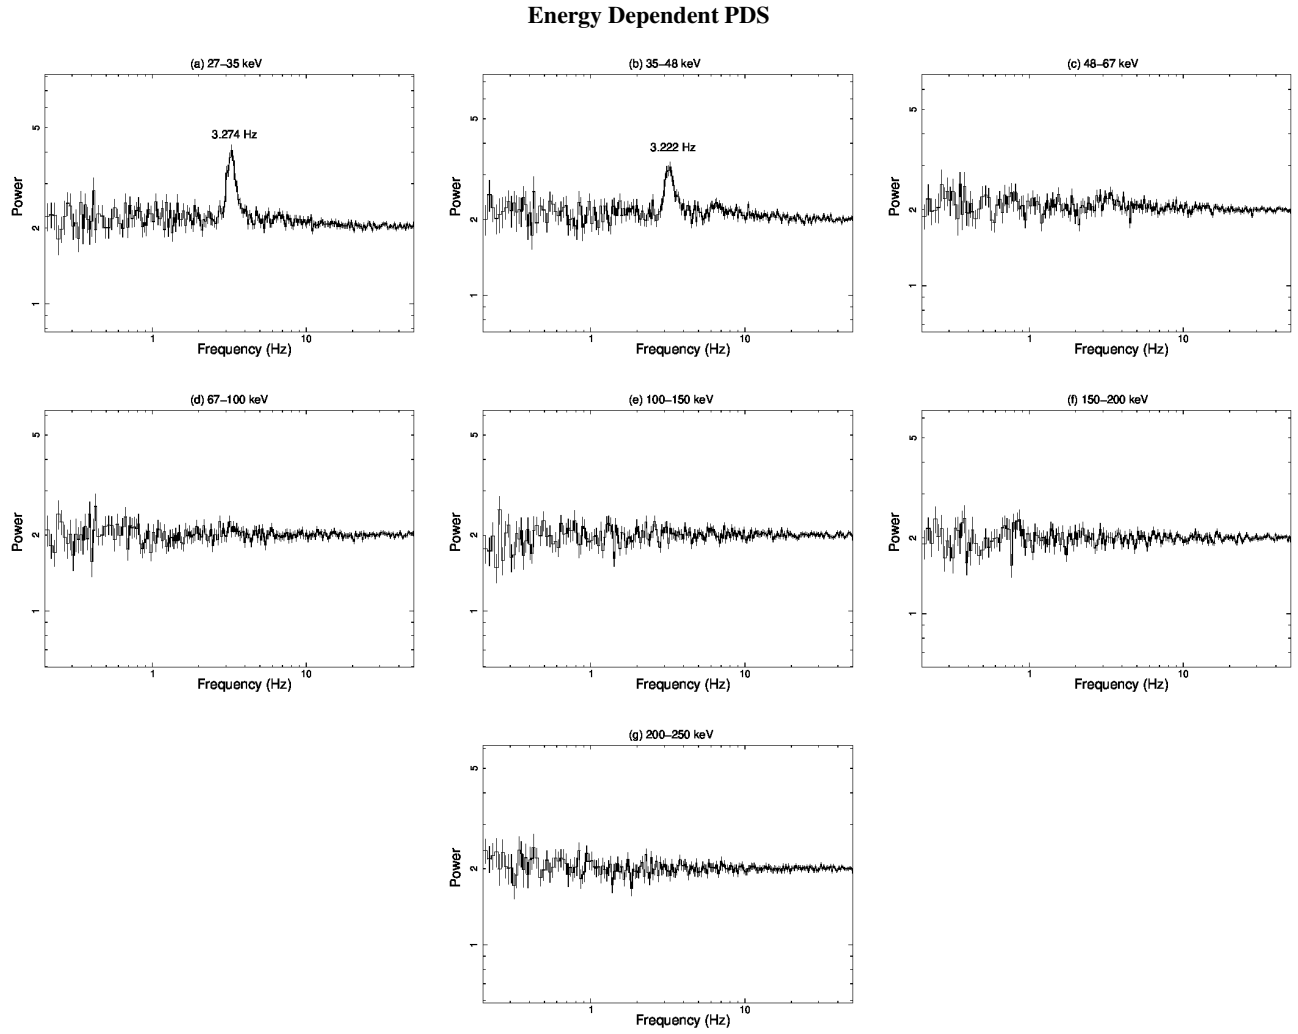 Energy Dependent PDS
(a) 27–35 keV
5
2
1
Power
3.274 Hz
1
10
Frequency (Hz)
(b) 35–48 keV
5
2
1
Power
3.222 Hz
1
10
Frequency (Hz)
(c) 48–67 keV
5
2
1
Power
1
10
Frequency (Hz)
(d) 67–100 keV
5
2
1
Power
1
10
Frequency (Hz)
(e) 100–150 keV
5
2
1
Power
1
10
Frequency (Hz)
(f) 150–200 keV
5
2
1
Power
1
10
Frequency (Hz)
(g) 200–250 keV
5
2
1
Power
1
10
Frequency (Hz)